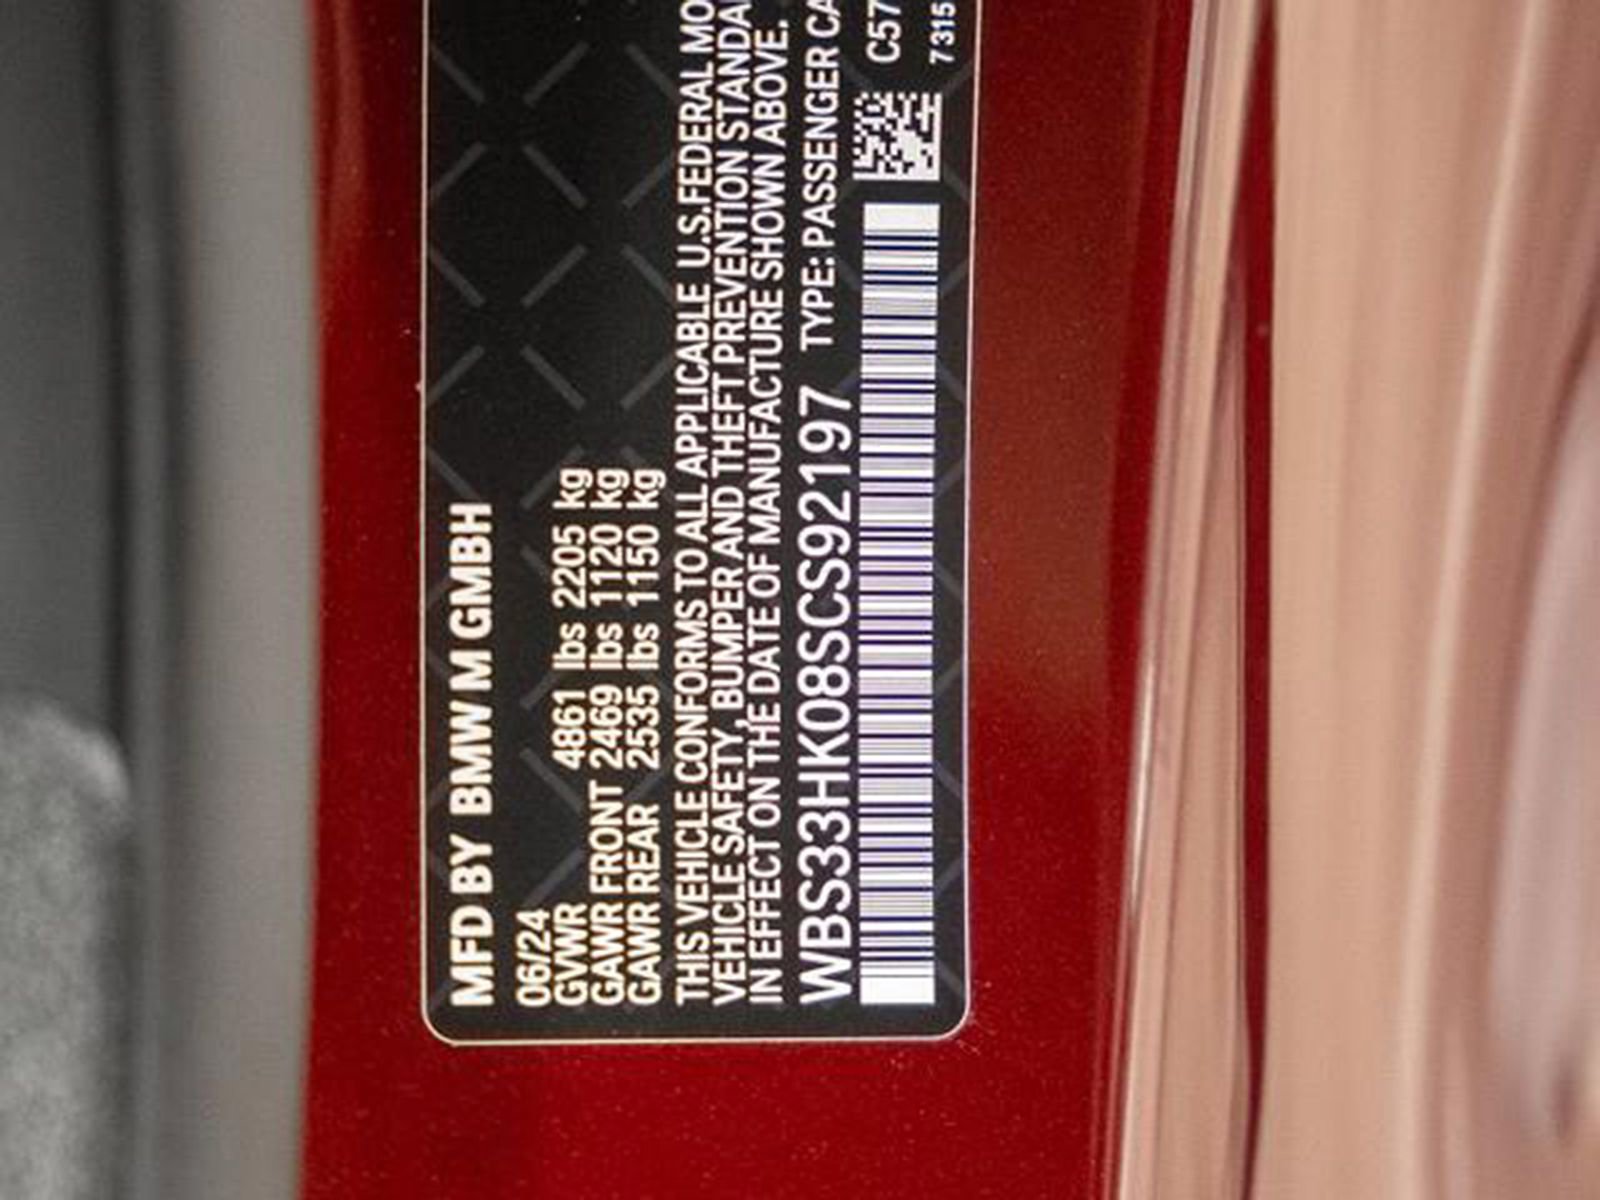 MFD BY BMW M GMBH
06/24
GVWR 4861 lbs 2205 kg
GAWR FRONT 2469 lbs 1120 kg
GAWR REAR 2535 lbs 1150 kg
THIS VEHICLE CONFORMS TO ALL APPLICABLE U.S.FEDERAL MO
VEHICLE SAFETY, BUMPER AND THEFT PREVENTION STANDA
IN EFFECT ON THE DATE OF MANUFACTURE SHOWN ABOVE.
WBS33HK08SCS92197 TYPE: PASSENGER CA
C57
7315